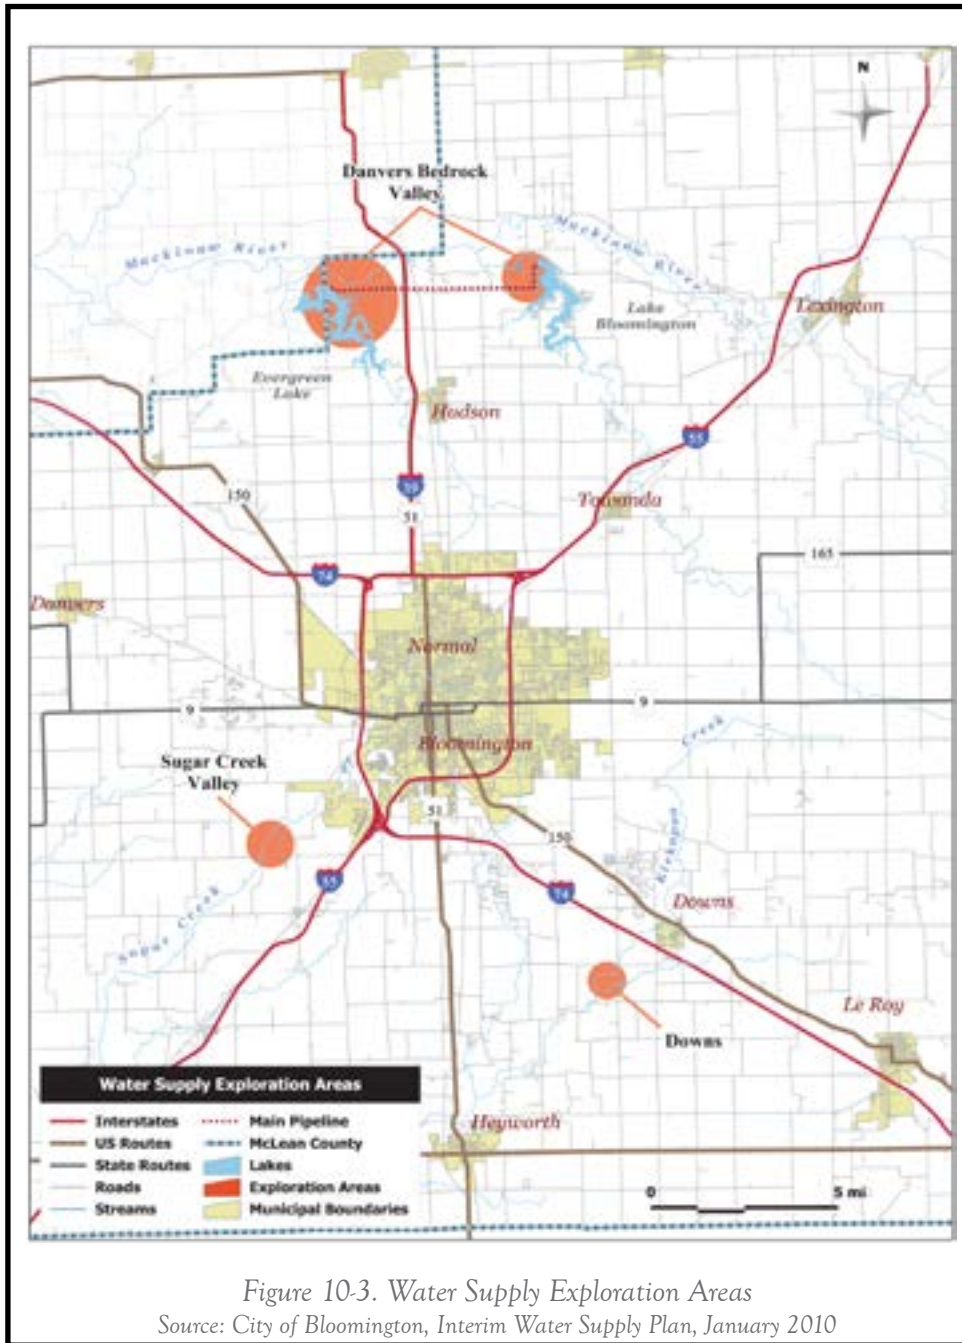 N
Danvers Bedrock
Valley
Mackinaw River
Mackinaw River
Lake
Bloomington
Lexington
Evergreen
Lake
Hudson
55
39
150
51
Towanda
165
74
Danvers
Normal
9
9
Creek
Bloomington
Sugar Creek
Valley
51
150
Kickapoo
55
74
Downs
Sugar Creek
Le Roy
Downs
Water Supply Exploration Areas
Interstates
Main Pipeline
US Routes
McLean County
State Routes
Lakes
Roads
Exploration Areas
Streams
Municipal Boundaries
Heyworth
0 5 mi
Figure 10-3. Water Supply Exploration Areas
Source: City of Bloomington, Interim Water Supply Plan, January 2010